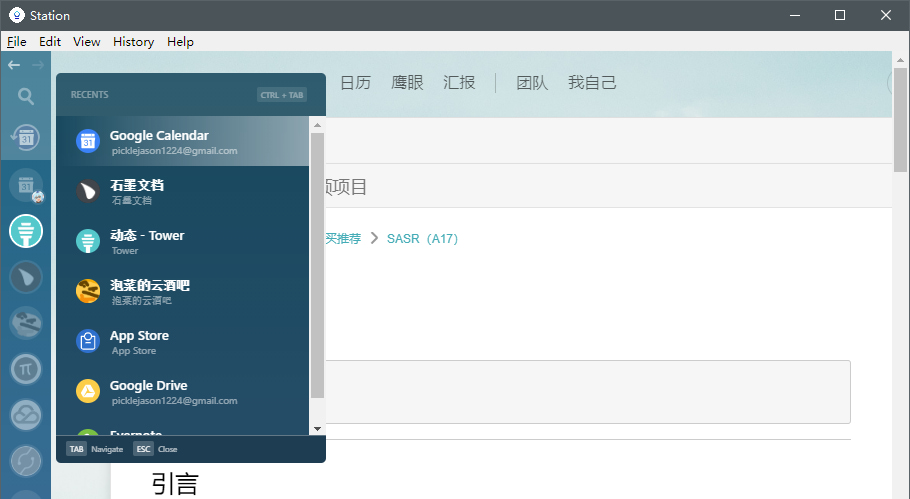 Station
File Edit View History Help
日历 鹰眼 汇报 团队 我自己
RECENTS CTRL + TAB
Google Calendar
picklejason1224@gmail.com
石墨文档
石墨文档
动态 - Tower
Tower
泡菜的云酒吧
泡菜的云酒吧
App Store
App Store
Google Drive
picklejason1224@gmail.com
Evernote
TAB Navigate ESC Close
项目
买推荐 > SASR（A17）
引言